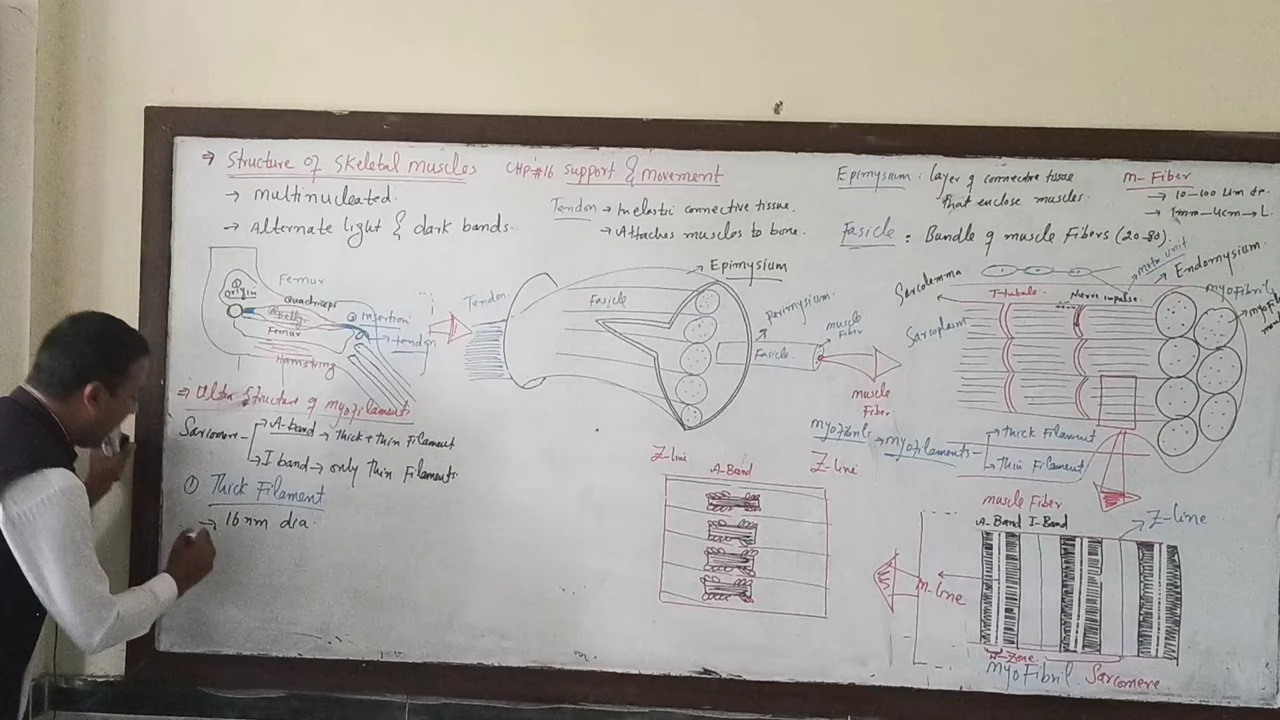 ⇒ Structure of Skeletal muscles
CHP#16 Support & movement
→ multinucleated.
→ Alternate light & dark bands.
Tendon → Inelastic connective tissue.
→ Attaches muscles to bone.
Epimysium : layer of connective tissue
that enclose muscles.
Fasicle : Bundle of muscle Fibers (20-80).
m-Fiber
→ 10-100 um dr.
→ 1mm-4cm → L.
Femur
① Origin
Quadriceps
Belly
Femur
Hamstring
② Insertion
→ tendon
Tendon
Fasicle
→ Epimysium
perimysium
Fasicle
muscle Fiber
muscle Fiber
Sarcolemma
motor unit
→ Endomysium
T-tubule
Nerve impulse
Sarcoplasm
myoFibril
⇒ Ultra Structure of myoFilaments
Sarcomere
→ A-band → thick + thin Filament
→ I band → only Thin Filaments
① Thick Filament
→ 16 nm dia.
Z-line
A-Band
Z-line
myoFibrils → myoFilaments
→ thick Filament
→ Thin Filament
muscle Fiber
A-Band I-Band
Z-line
m-line
H-Zone
myoFibril
Sarcomere